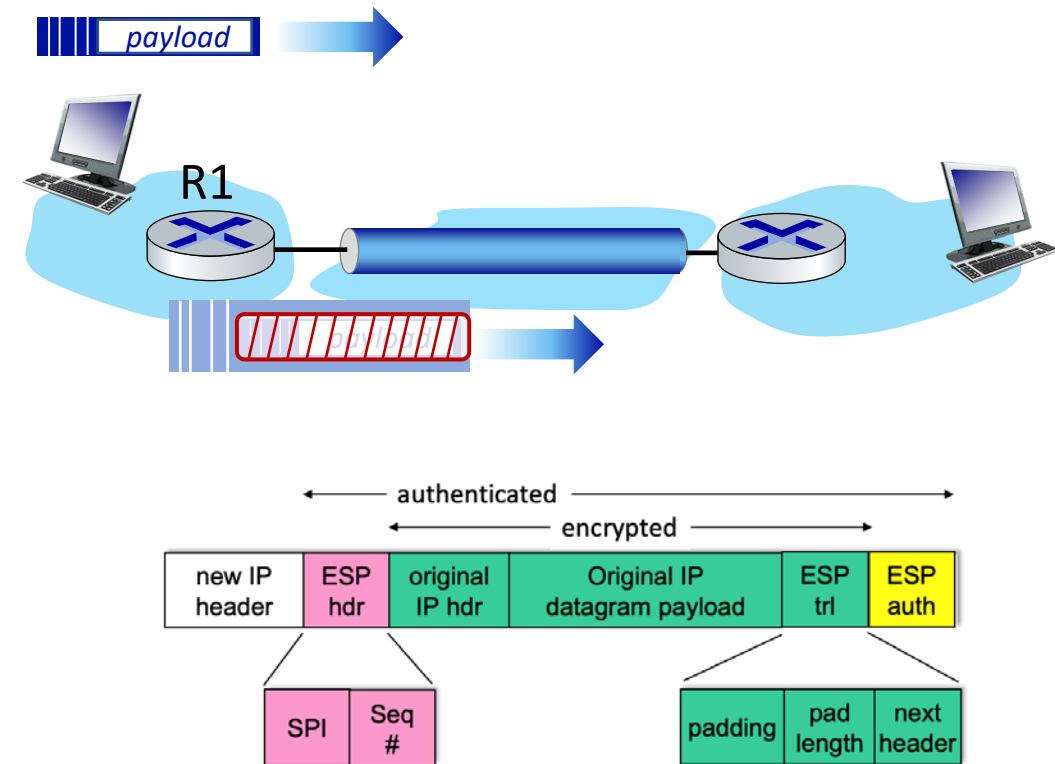 payload
R1
payload
authenticated
encrypted
new IP
header
ESP
hdr
original
IP hdr
Original IP
datagram payload
ESP
trl
ESP
auth
SPI
Seq
#
padding
pad
length
next
header